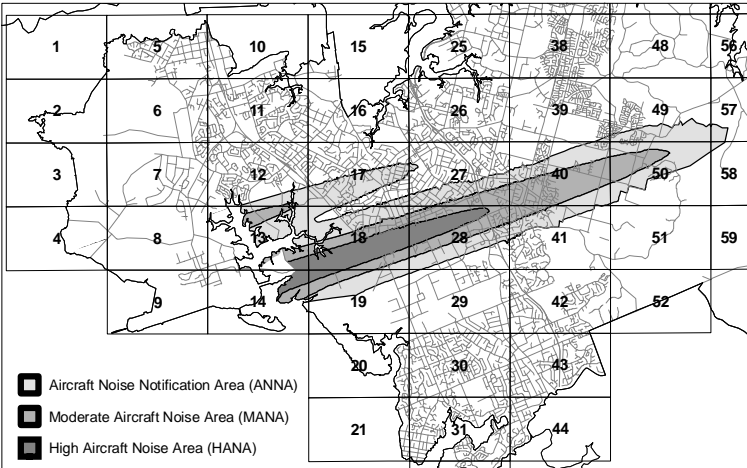 1 5 10 15 25 38 48 56
2 6 11 16 26 39 49 57
3 7 12 17 27 40 50 58
4 8 13 18 28 41 51 59
9 14 19 29 42 52
20 30 43
21 31 44
Aircraft Noise Notification Area (ANNA)
Moderate Aircraft Noise Area (MANA)
High Aircraft Noise Area (HANA)